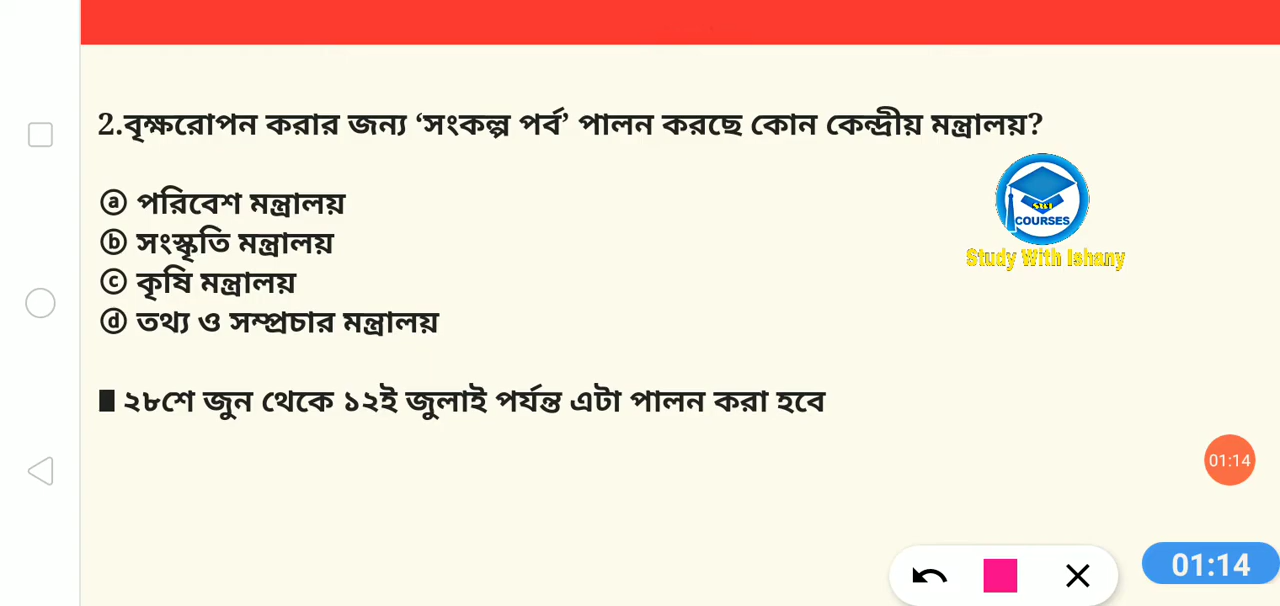 2.বৃক্ষরোপন করার জন্য ‘সংকল্প পর্ব’ পালন করছে কোন কেন্দ্রীয় মন্ত্রালয়?
ⓐ পরিবেশ মন্ত্রালয়
ⓑ সংস্কৃতি মন্ত্রালয়
ⓒ কৃষি মন্ত্রালয়
ⓓ তথ্য ও সম্প্রচার মন্ত্রালয়
COURSES
Study With Ishany
■ ২৮শে জুন থেকে ১২ই জুলাই পর্যন্ত এটা পালন করা হবে
01:14
01:14